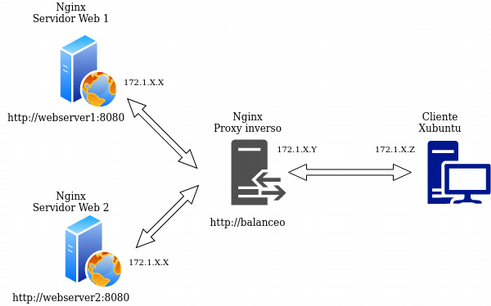 Nginx
Servidor Web 1
172.1.X.X
http://webserver1:8080
Nginx
Proxy inverso
172.1.X.Y
http://balanceo
Cliente
Xubuntu
172.1.X.Z
Nginx
Servidor Web 2
172.1.X.X
http://webserver2:8080